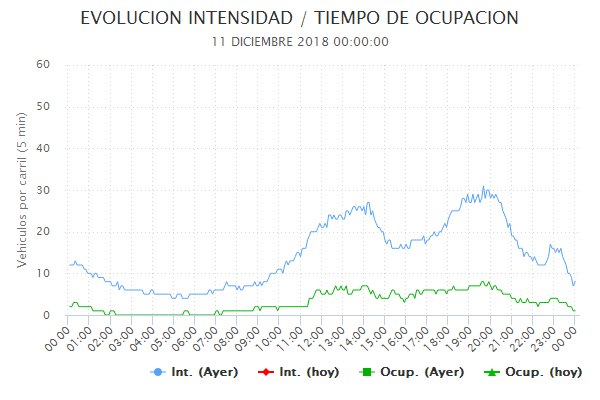 EVOLUCION INTENSIDAD / TIEMPO DE OCUPACION
11 DICIEMBRE 2018 00:00:00
Vehiculos por carril (5 min)
60
50
40
30
20
10
0
00:00 01:00 02:00 03:00 04:00 05:00 06:00 07:00 08:00 09:00 10:00 11:00 12:00 13:00 14:00 15:00 16:00 17:00 18:00 19:00 20:00 21:00 22:00 23:00 00:00
Int. (Ayer) Int. (hoy) Ocup. (Ayer) Ocup. (hoy)